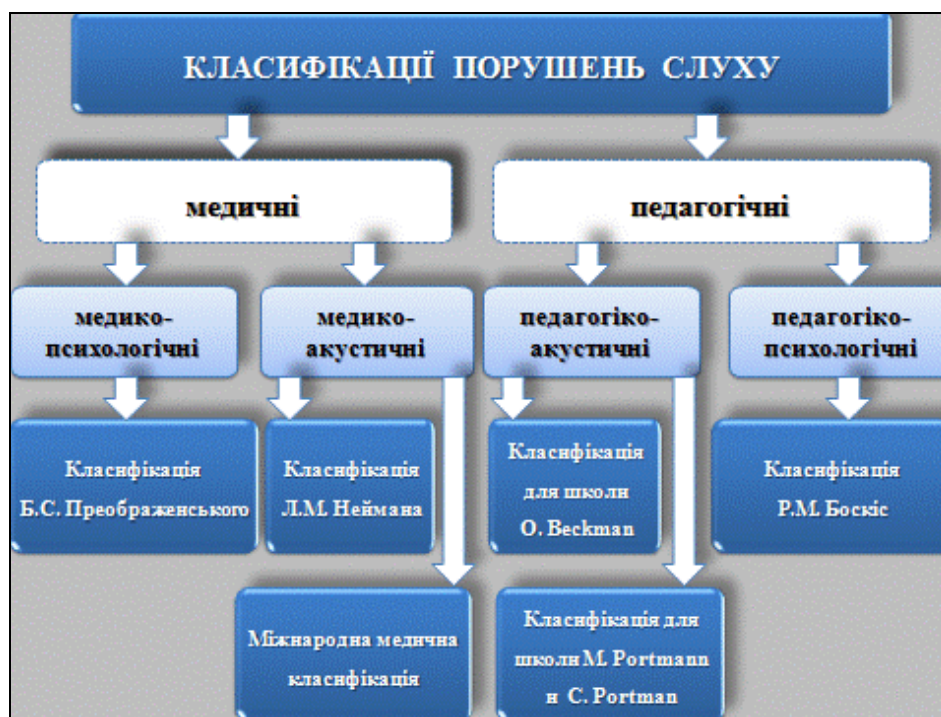 КЛАСИФІКАЦІЇ ПОРУШЕНЬ СЛУХУ
медичні
педагогічні
медико-
психологічні
медико-
акустичні
педагогіко-
акустичні
педагогіко-
психологічні
Класифікація
Б.С. Преображенського
Класифікація
Л.М. Неймана
Класифікація
для школи
O. Beckman
Класифікація
Р.М. Боскіс
Міжнародна медична
класифікація
Класифікація для
школи M. Portmann
и C. Portman